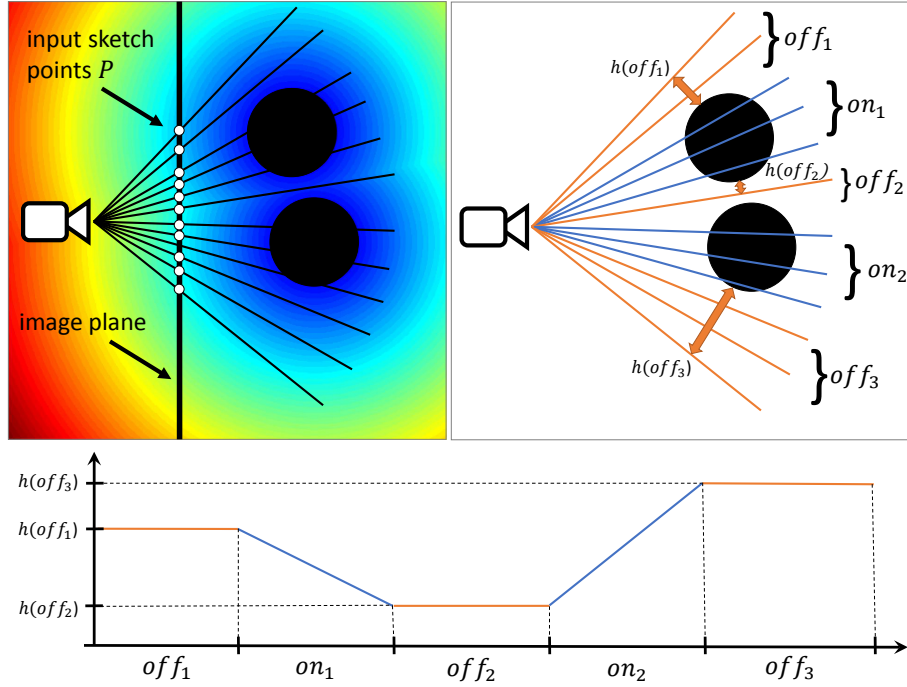 input sketch
points P
image plane
off₁
h(off₁)
on₁
h(off₂)
off₂
on₂
h(off₃)
off₃
h(off₃)
h(off₁)
h(off₂)
off₁ on₁ off₂ on₂ off₃